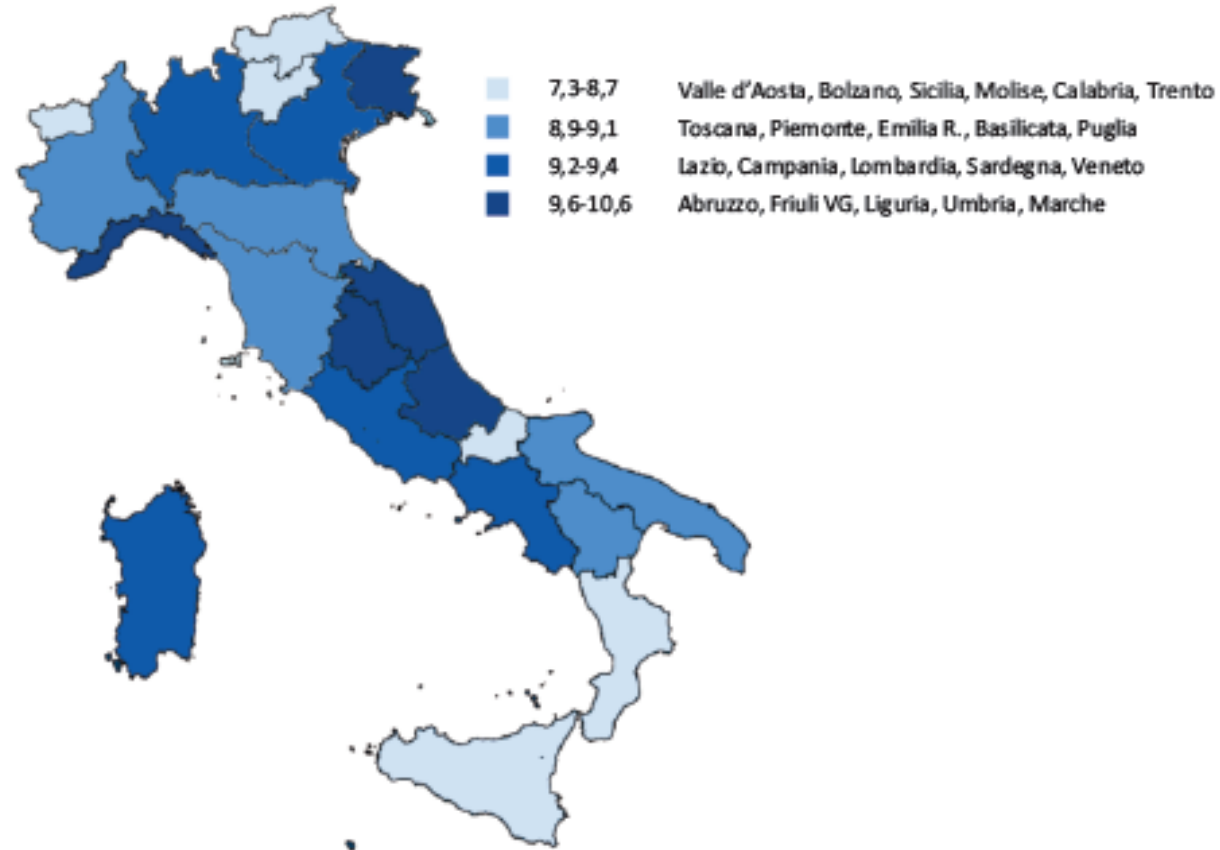 7,3-8,7 Valle d'Aosta, Bolzano, Sicilia, Molise, Calabria, Trento
8,9-9,1 Toscana, Piemonte, Emilia R., Basilicata, Puglia
9,2-9,4 Lazio, Campania, Lombardia, Sardegna, Veneto
9,6-10,6 Abruzzo, Friuli VG, Liguria, Umbria, Marche